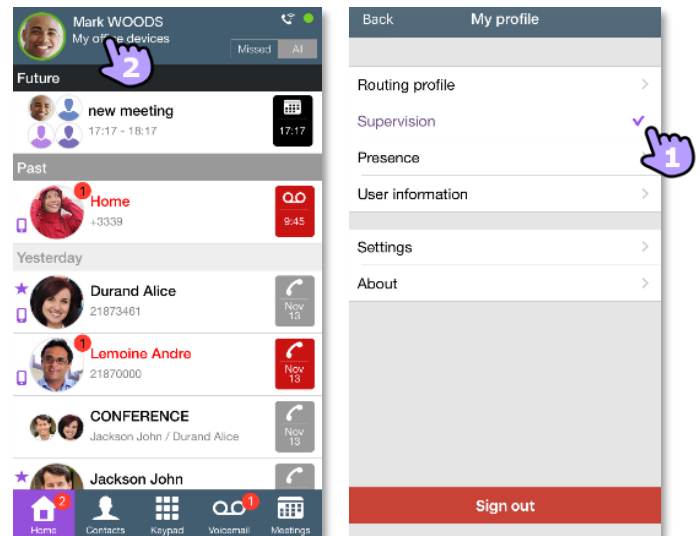 Mark WOODS
My office devices
2
Missed
All
Future
new meeting
17:17 - 18:17
17:17
Past
1
Home
+3339
9:45
Yesterday
Durand Alice
21873461
Nov
13
1
Lemoine Andre
21870000
Nov
13
CONFERENCE
Jackson John / Durand Alice
Nov
13
Jackson John
2
1
Home
Contacts
Keypad
Voicemail
Meetings
Back
My profile
Routing profile
Supervision
1
Presence
User information
Settings
About
Sign out